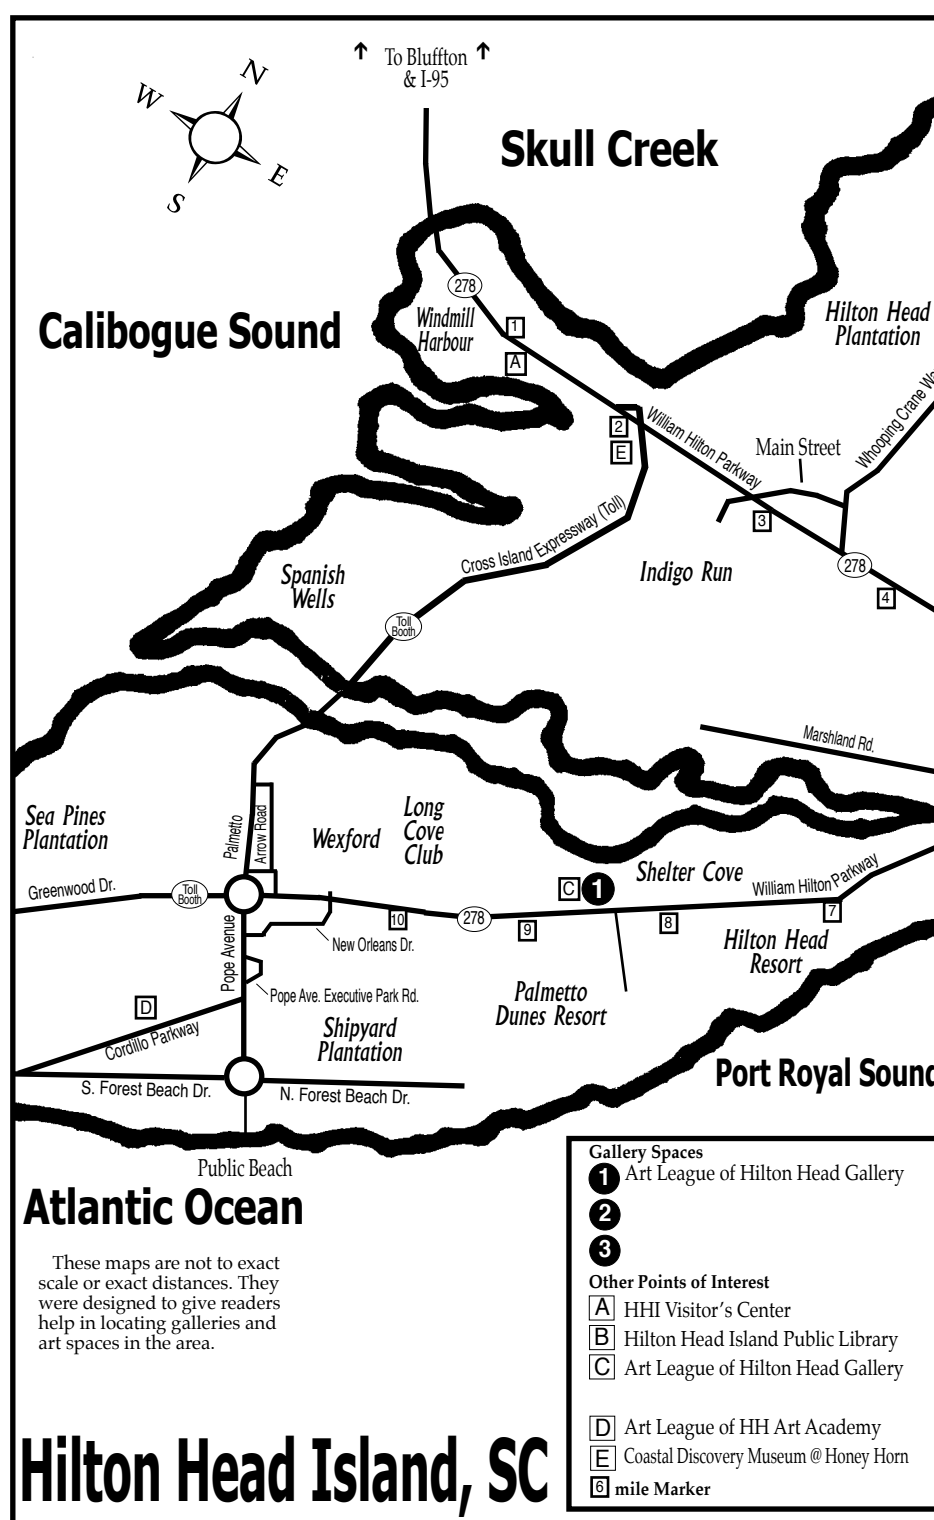 To Bluffton
& I-95
N
W
E
S
Skull Creek
278
Calibogue Sound
Windmill
Harbour
1
A
Hilton Head
Plantation
2
E
William Hilton Parkway
Main Street
Whooping Crane
3
Cross Island Expressway (Toll)
Indigo Run
278
4
Spanish
Wells
Toll
Booth
Marshland Rd.
Sea Pines
Plantation
Palmetto
Arrow Road
Wexford
Long
Cove
Club
Shelter Cove
C
1
William Hilton Parkway
Greenwood Dr.
Toll
Booth
10
278
9
8
7
Pope Avenue
New Orleans Dr.
Hilton Head
Resort
Pope Ave. Executive Park Rd.
Palmetto
Dunes Resort
D
Cordillo Parkway
Shipyard
Plantation
S. Forest Beach Dr.
N. Forest Beach Dr.
Port Royal Sound
Public Beach
Atlantic Ocean
These maps are not to exact
scale or exact distances. They
were designed to give readers
help in locating galleries and
art spaces in the area.
Hilton Head Island, SC
Gallery Spaces
1 Art League of Hilton Head Gallery
2
3
Other Points of Interest
A HHI Visitor's Center
B Hilton Head Island Public Library
C Art League of Hilton Head Gallery
D Art League of HH Art Academy
E Coastal Discovery Museum @ Honey Horn
6 mile Marker